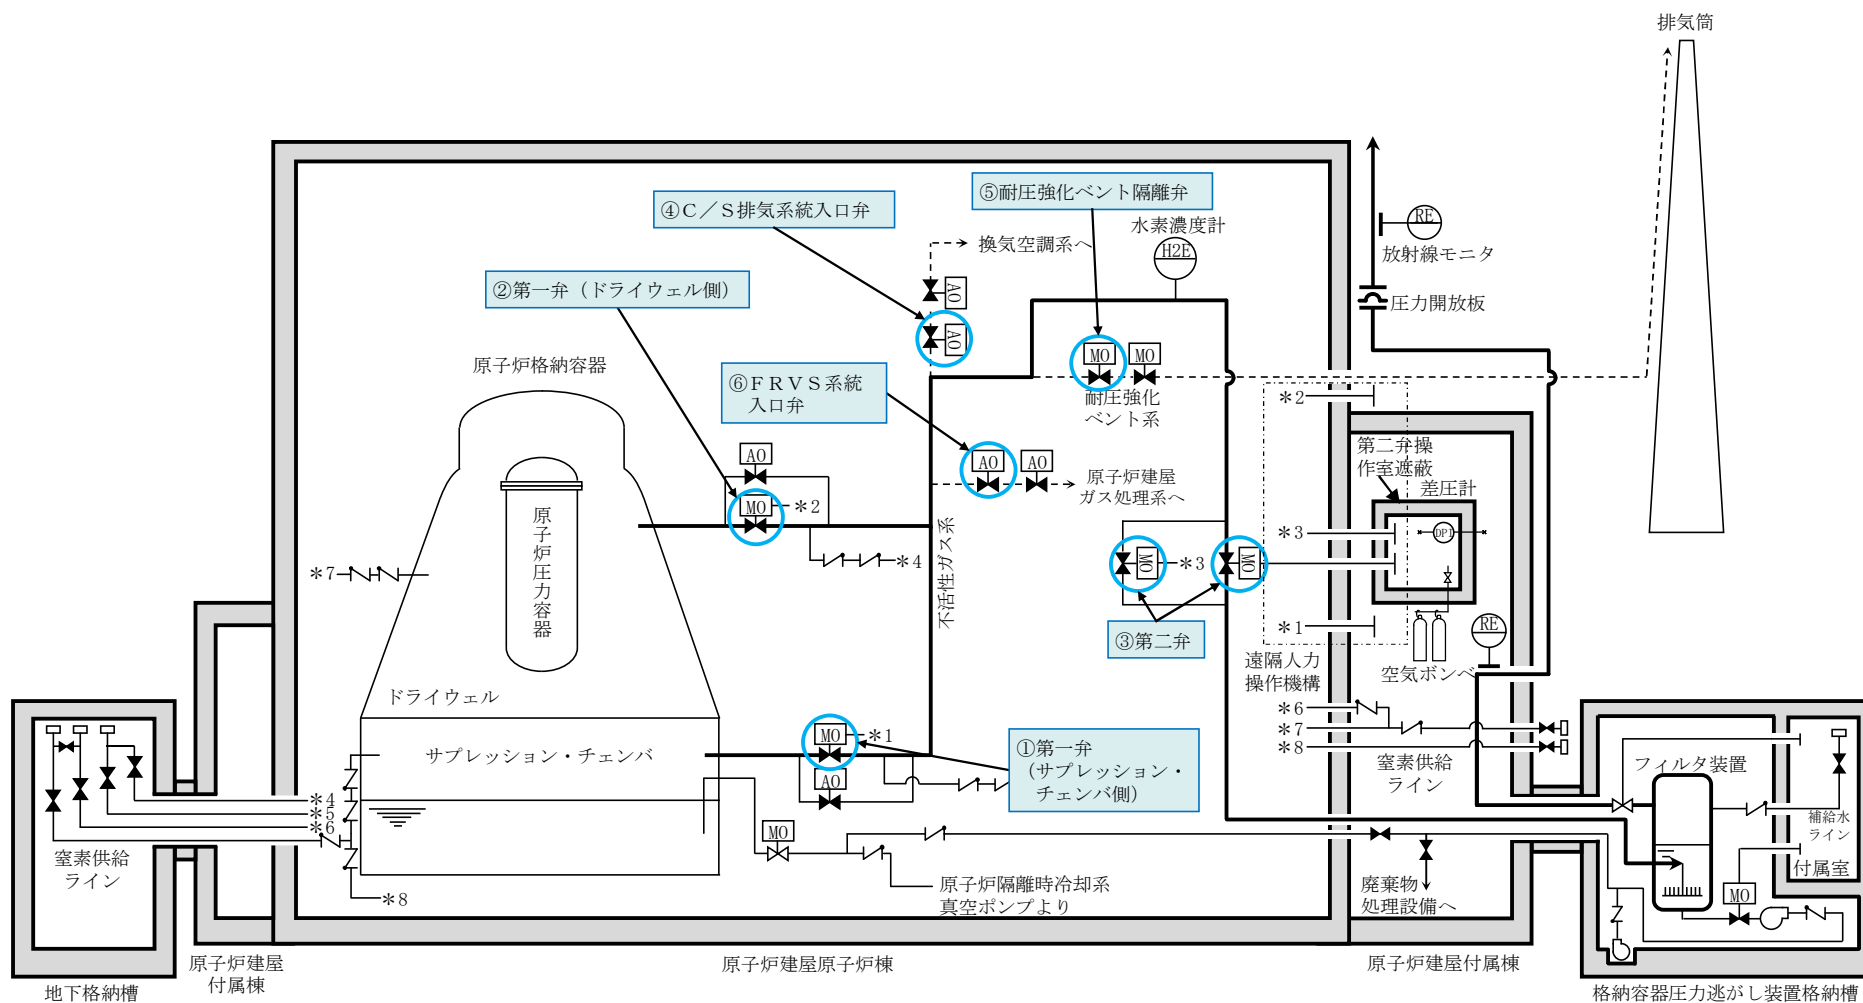 排気筒
⑤耐圧強化ベント隔離弁
④C／S排気系統入口弁
水素濃度計
H2E
RE
放射線モニタ
換気空調系へ
AO
②第一弁（ドライウェル側）
圧力開放板
AO
MO
MO
原子炉格納容器
⑥FRVS系統
入口弁
耐圧強化
ベント系
＊2
第二弁操
作室遮蔽
差圧計
AO
AO
AO
原子炉建屋
ガス処理系へ
MO
＊2
原子炉圧力容器
不活性ガス系
＊3
DPI
＊4
＊7
MO
＊3
MO
③第二弁
＊1
RE
遠隔人力
操作機構
空気ボンベ
ドライウェル
＊6
＊7
＊8
MO
＊1
①第一弁
（サプレッション・
チェンバ側）
サプレッション・チェンバ
窒素供給
ライン
フィルタ装置
AO
＊4
＊5
＊6
補給水
ライン
MO
窒素供給
ライン
付属室
原子炉隔離時冷却系
真空ポンプより
廃棄物
処理設備へ
MO
＊8
原子炉建屋
付属棟
原子炉建屋原子炉棟
原子炉建屋付属棟
地下格納槽
格納容器圧力逃がし装置格納槽